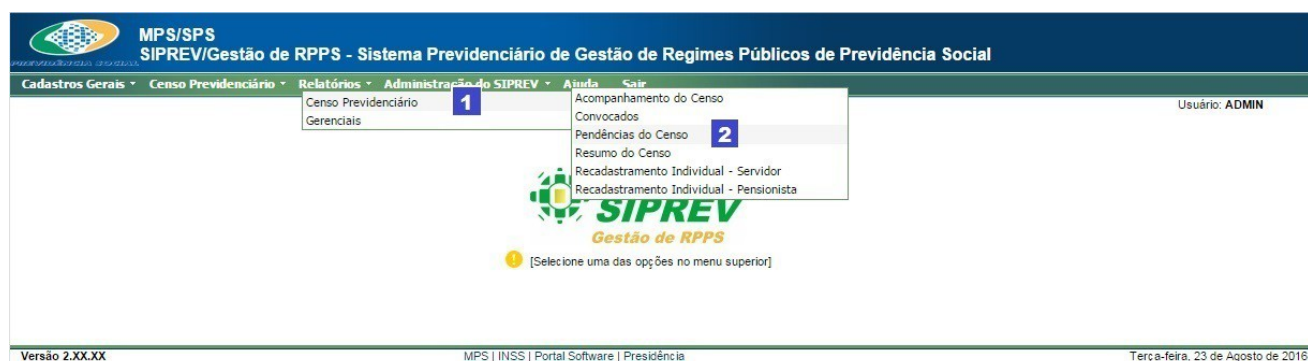 MPS/SPS
SIPREV/Gestão de RPPS - Sistema Previdenciário de Gestão de Regimes Públicos de Previdência Social
PREVIDÊNCIA SOCIAL
Cadastros Gerais Censo Previdenciário Relatórios Administração do SIPREV Ajuda Sair
Usuário: ADMIN
Censo Previdenciário 1
Gerenciais
Acompanhamento do Censo
Convocados
Pendências do Censo 2
Resumo do Censo
Recadastramento Individual - Servidor
Recadastramento Individual - Pensionista
SIPREV
Gestão de RPPS
[Selecione uma das opções no menu superior]
Versão 2.XX.XX MPS | INSS | Portal Software | Presidência Terça-feira, 23 de Agosto de 2016